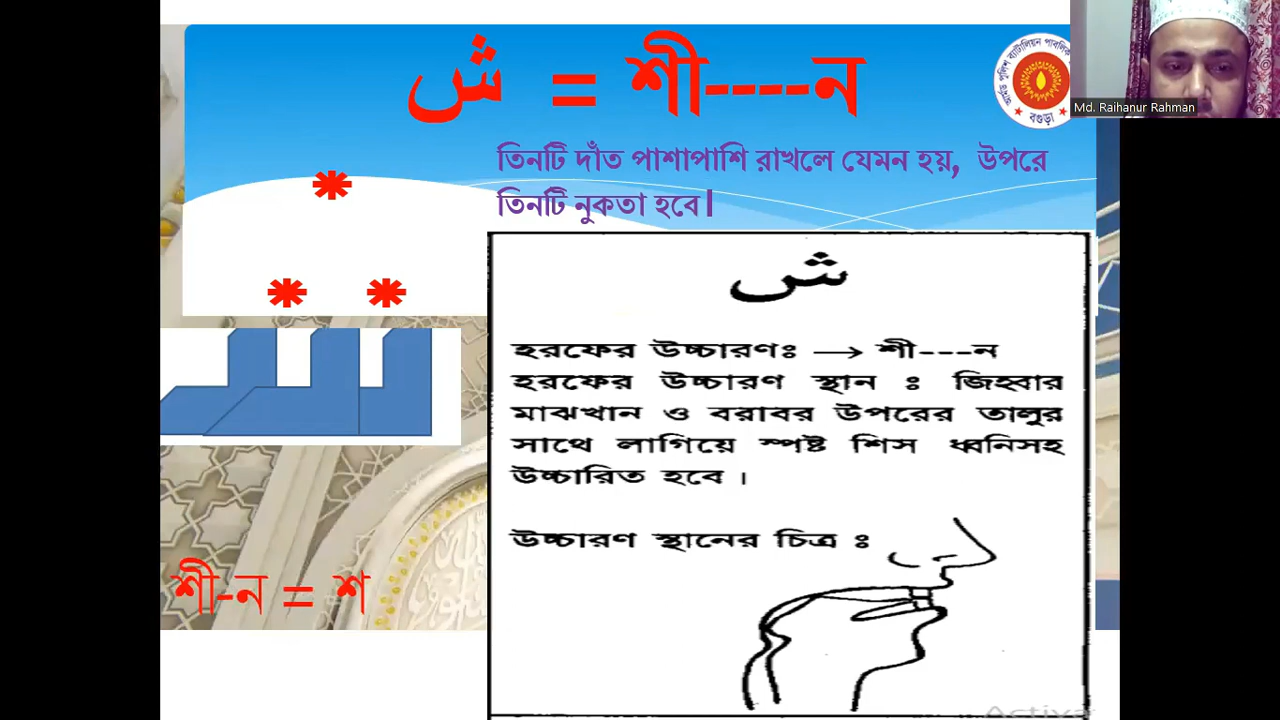 ش = শী----ন
Md. Raihanur Rahman
বগুড়া
তিনটি দাঁত পাশাপাশি রাখলে যেমন হয়, উপরে
তিনটি নুকতা হবে।
ش
হরফের উচ্চারণঃ → শী---ন
হরফের উচ্চারণ স্থান ঃ জিহ্বার
মাঝখান ও বরাবর উপরের তালুর
সাথে লাগিয়ে স্পষ্ট শিস ধ্বনিসহ
উচ্চারিত হবে ।
উচ্চারণ স্থানের চিত্র ঃ
শী-ন = শ